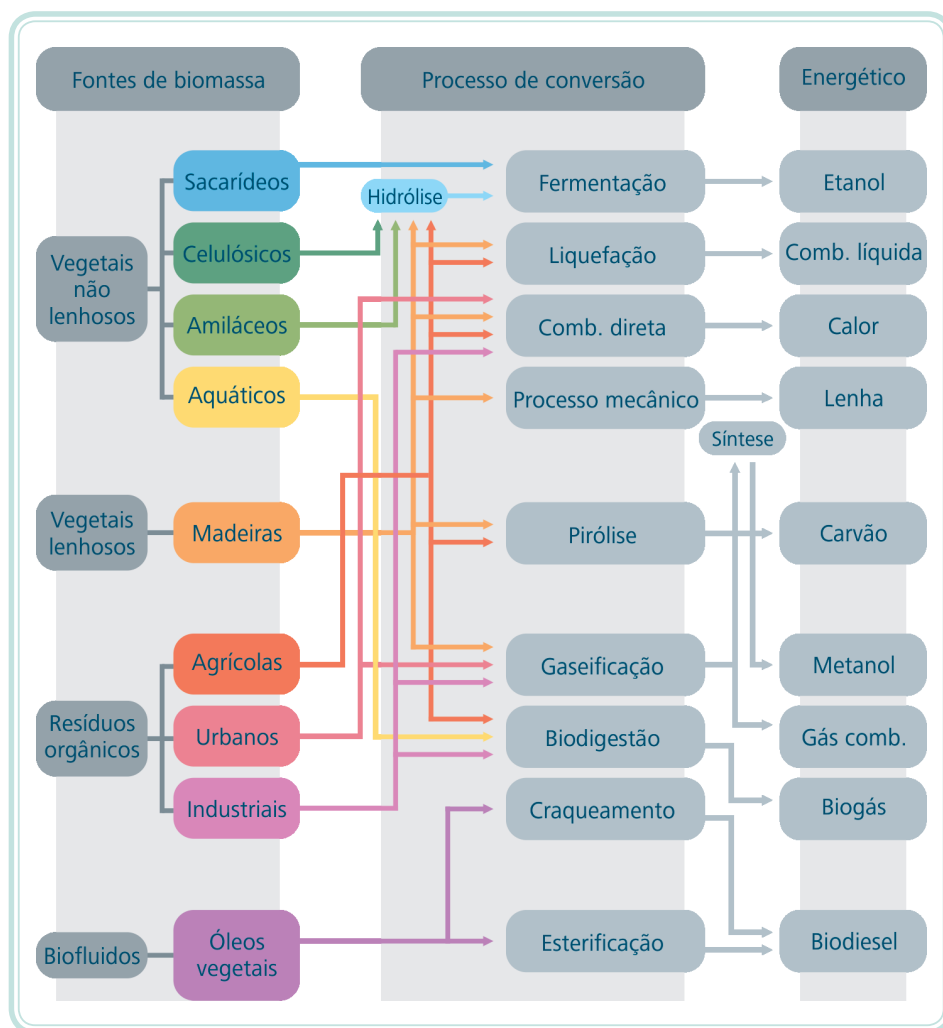 Fontes de biomassa
Processo de conversão
Energético
Vegetais
não
lenhosos
Sacarídeos
Celulósicos
Amiláceos
Aquáticos
Vegetais
lenhosos
Madeiras
Resíduos
orgânicos
Agrícolas
Urbanos
Industriais
Biofluidos
Óleos
vegetais
Hidrólise
Fermentação
Liquefação
Comb. direta
Processo mecânico
Síntese
Pirólise
Gaseificação
Biodigestão
Craqueamento
Esterificação
Etanol
Comb. líquida
Calor
Lenha
Carvão
Metanol
Gás comb.
Biogás
Biodiesel